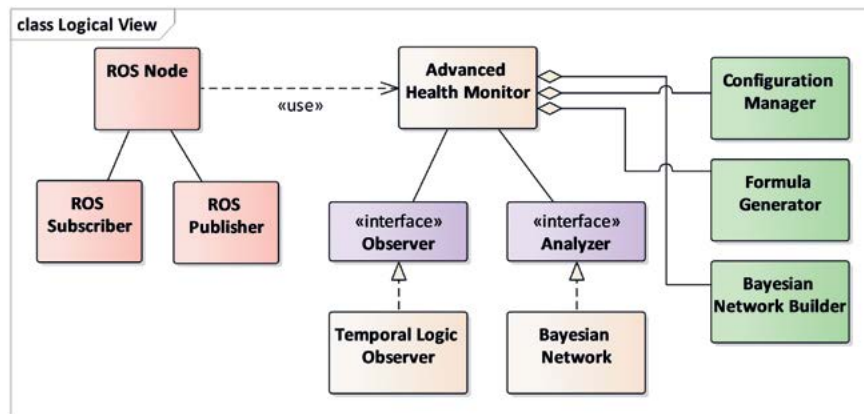 class Logical View
ROS Node
«use»
Advanced
Health Monitor
Configuration
Manager
ROS
Subscriber
ROS
Publisher
«interface»
Observer
«interface»
Analyzer
Formula
Generator
Temporal Logic
Observer
Bayesian
Network
Bayesian
Network Builder